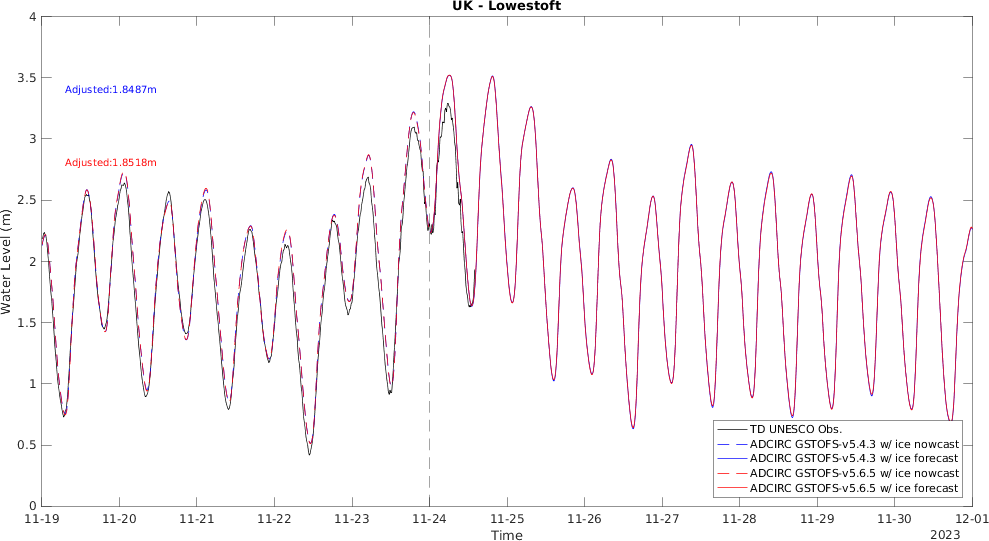 UK - Lowestoft
4
3.5
3
2.5
2
1.5
1
0.5
0
Water Level (m)
Adjusted:1.8487m
Adjusted:1.8518m
TD UNESCO Obs.
ADCIRC GSTOFS-v5.4.3 w/ ice nowcast
ADCIRC GSTOFS-v5.4.3 w/ ice forecast
ADCIRC GSTOFS-v5.6.5 w/ ice nowcast
ADCIRC GSTOFS-v5.6.5 w/ ice forecast
11-19 11-20 11-21 11-22 11-23 11-24 11-25 11-26 11-27 11-28 11-29 11-30 12-01
Time
2023